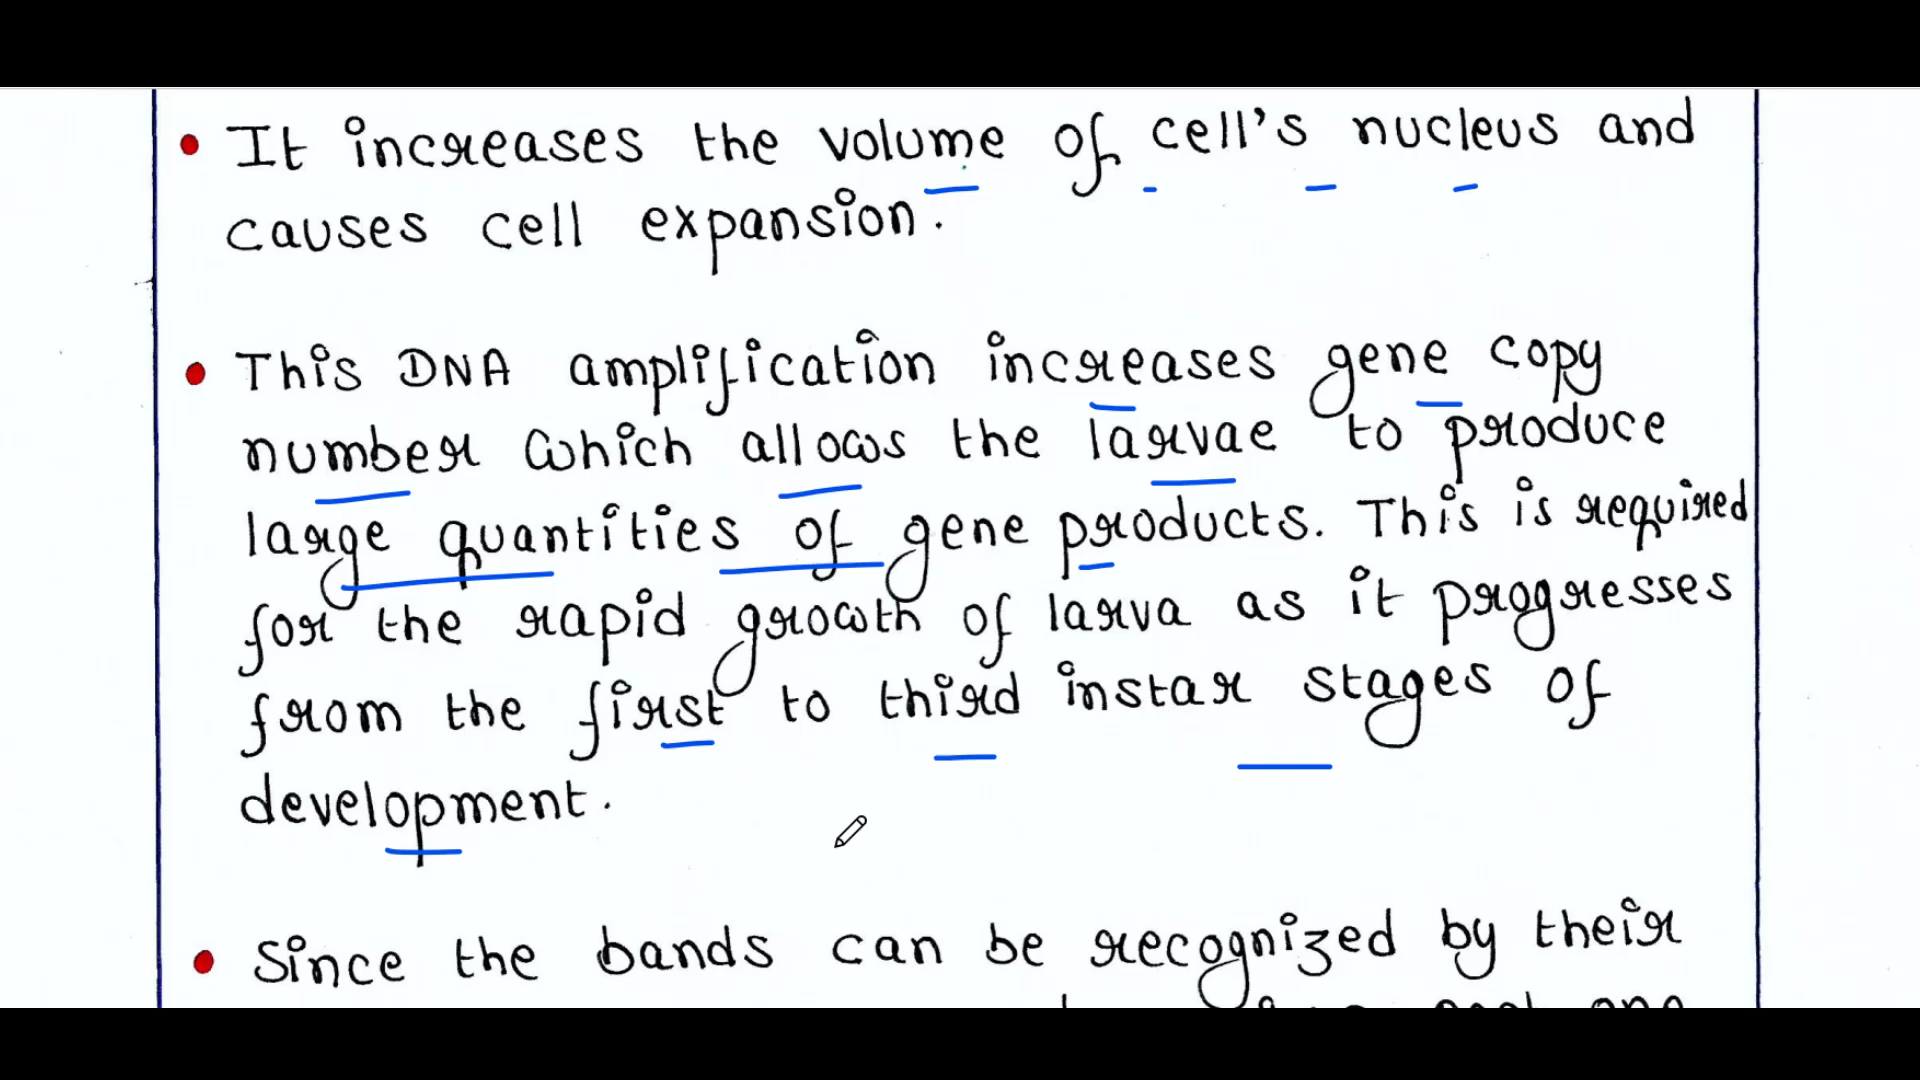 • It increases the volume of cell's nucleus and
causes cell expansion.
• This DNA amplification increases gene copy
number which allows the larvae to produce
large quantities of gene products. This is required
for the rapid growth of larva as it progresses
from the first to third instar stages of
development.
• Since the bands can be recognized by their